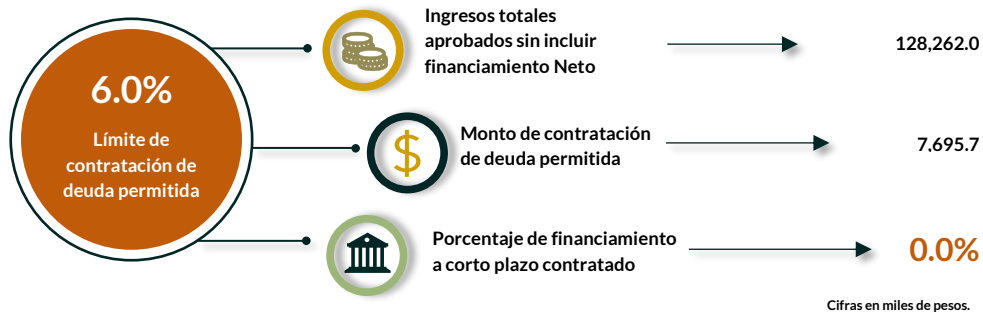 6.0%
Límite de
contratación de
deuda permitida
Ingresos totales
aprobados sin incluir
financiamiento Neto
128,262.0
$
Monto de contratación
de deuda permitida
7,695.7
Porcentaje de financiamiento
a corto plazo contratado
0.0%
Cifras en miles de pesos.